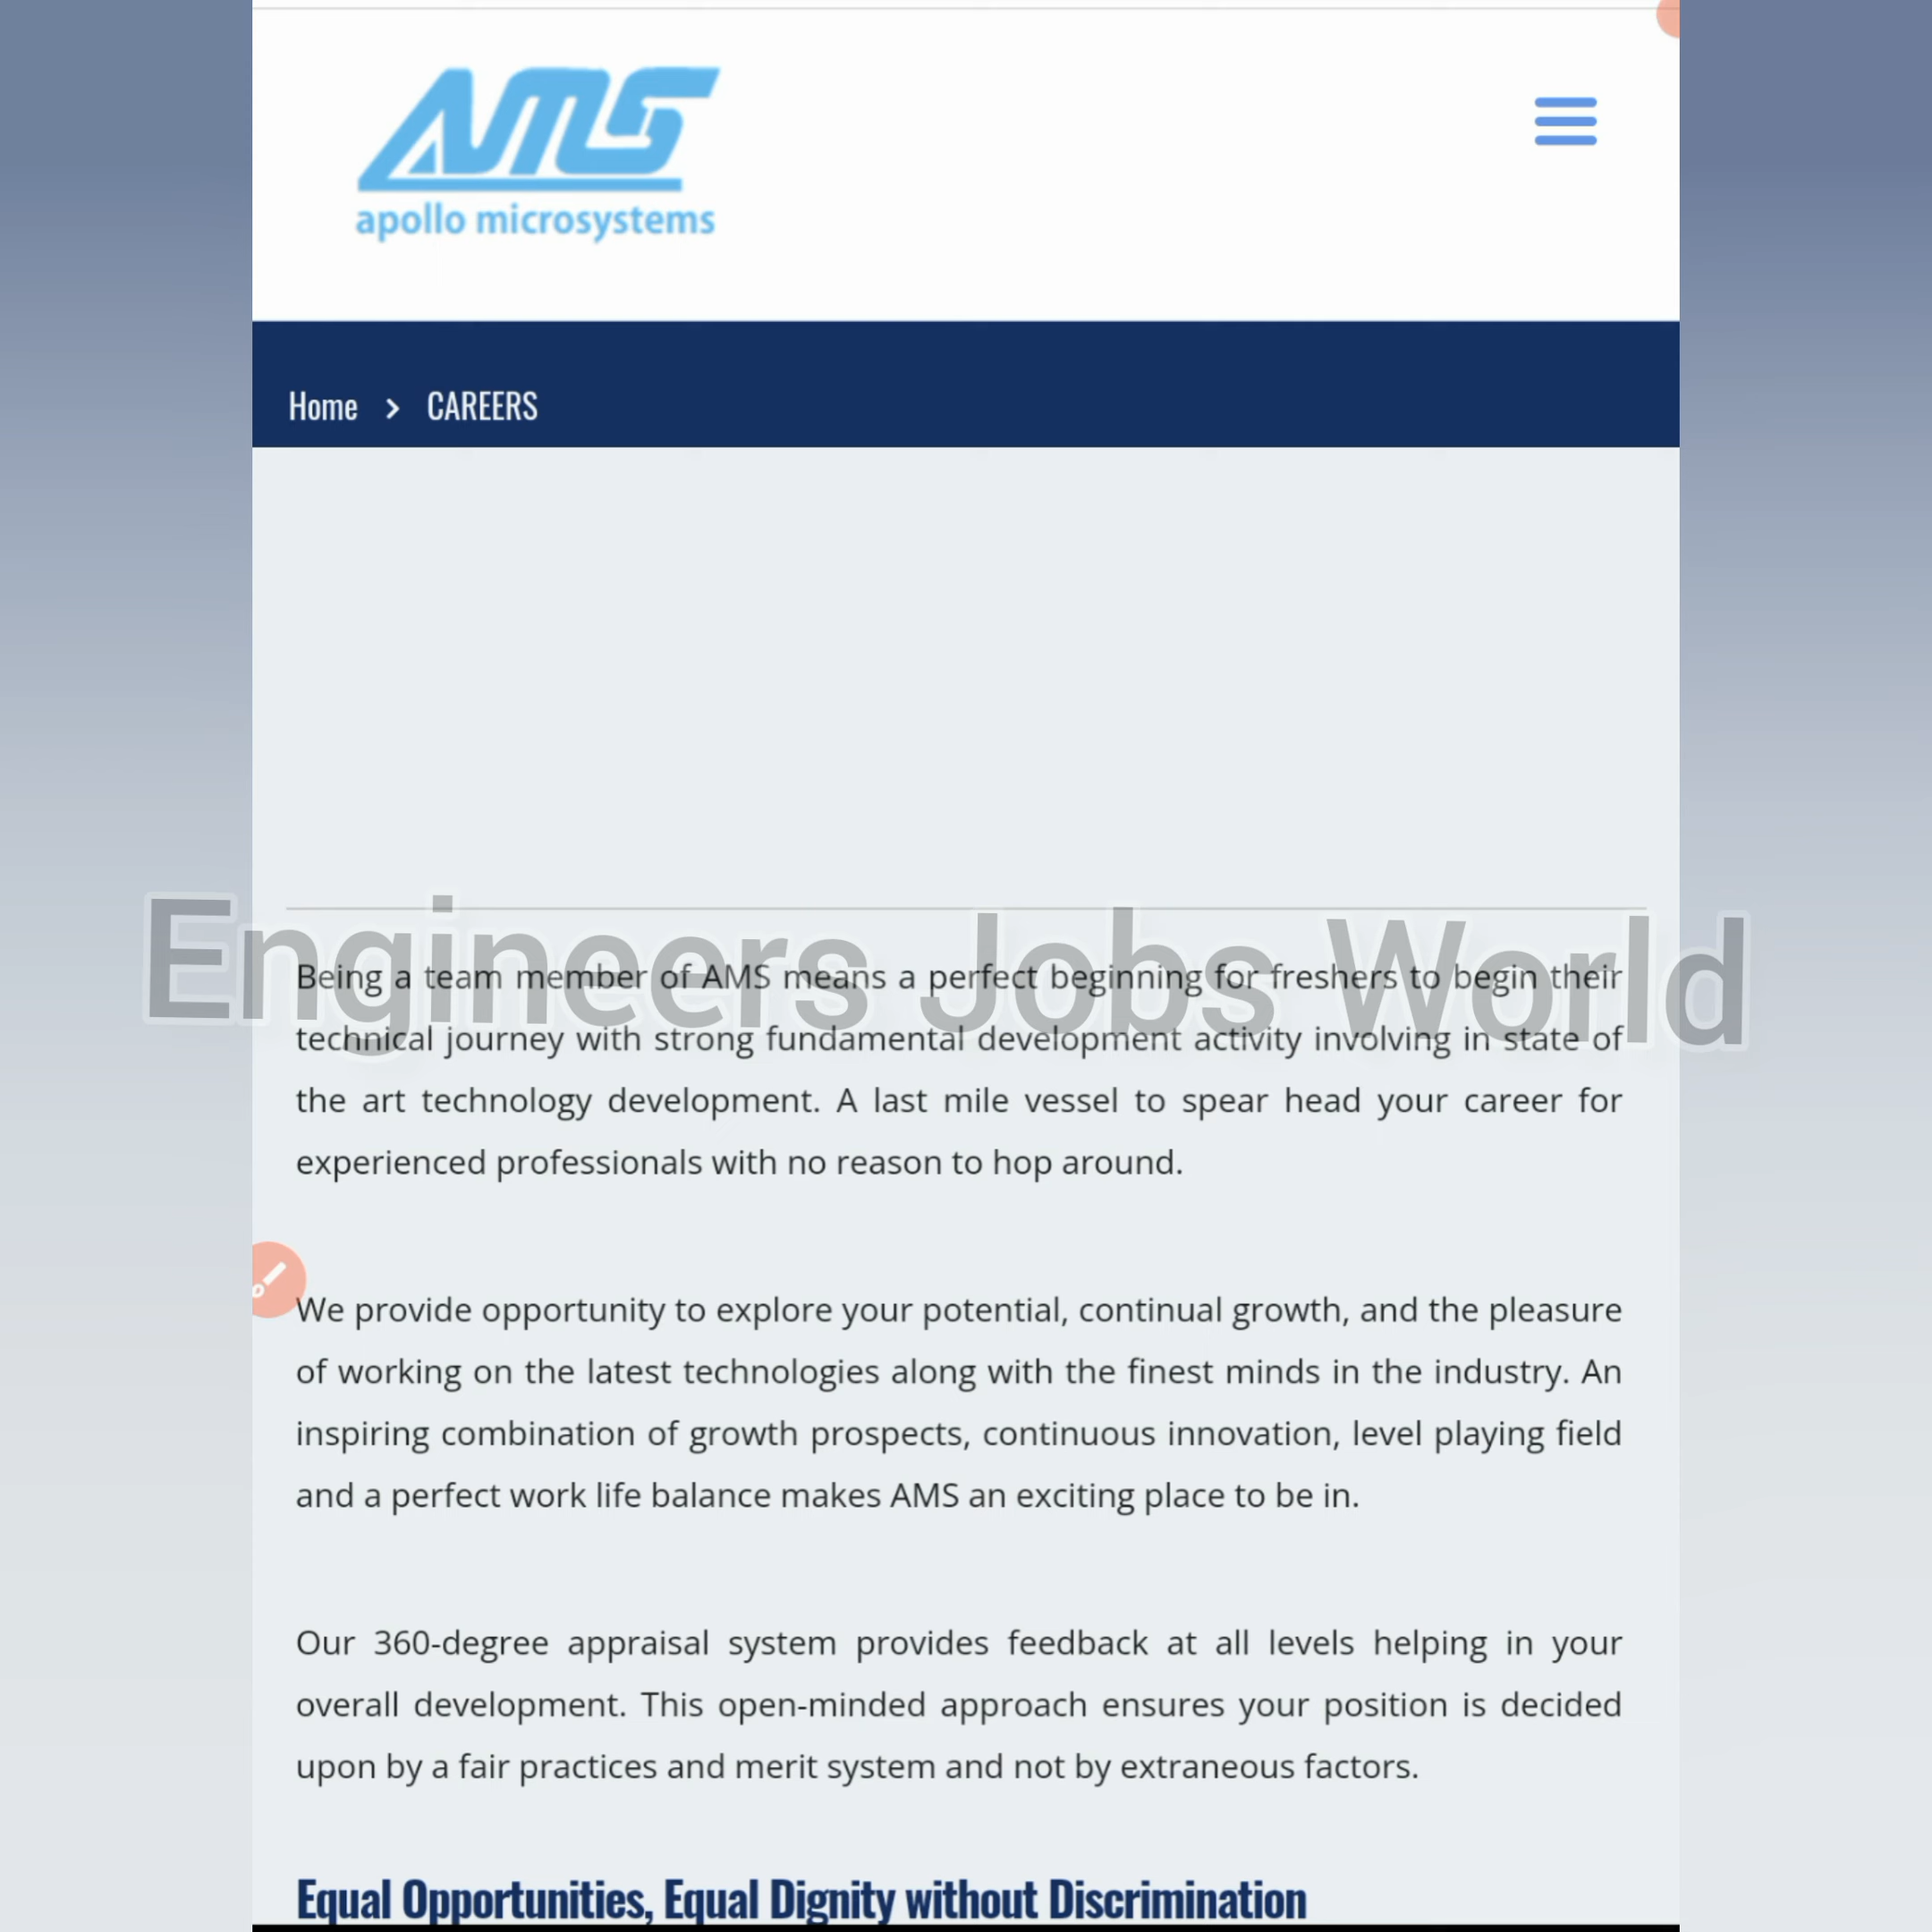 AMS
apollo microsystems
Home > CAREERS
Engineers Jobs World
Being a team member of AMS means a perfect beginning for freshers to begin their
technical journey with strong fundamental development activity involving in state of
the art technology development. A last mile vessel to spear head your career for
experienced professionals with no reason to hop around.
We provide opportunity to explore your potential, continual growth, and the pleasure
of working on the latest technologies along with the finest minds in the industry. An
inspiring combination of growth prospects, continuous innovation, level playing field
and a perfect work life balance makes AMS an exciting place to be in.
Our 360-degree appraisal system provides feedback at all levels helping in your
overall development. This open-minded approach ensures your position is decided
upon by a fair practices and merit system and not by extraneous factors.
Equal Opportunities, Equal Dignity without Discrimination